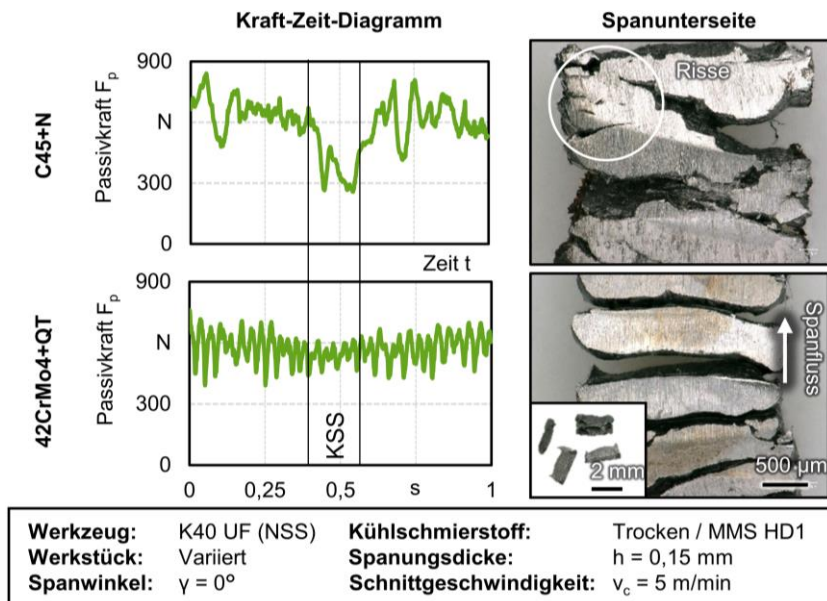 Kraft-Zeit-Diagramm
Spanunterseite
C45+N
Passivkraft Fp
900
N
300
0
Zeit t
Risse
42CrMo4+QT
Passivkraft Fp
900
N
300
0
KSS
0 0,25 0,5 s 1
Spanfluss
2 mm
500 µm
Werkzeug: K40 UF (NSS) Kühlschmierstoff: Trocken / MMS HD1
Werkstück: Variiert Spanungsdicke: h = 0,15 mm
Spanwinkel: γ = 0° Schnittgeschwindigkeit: vc = 5 m/min